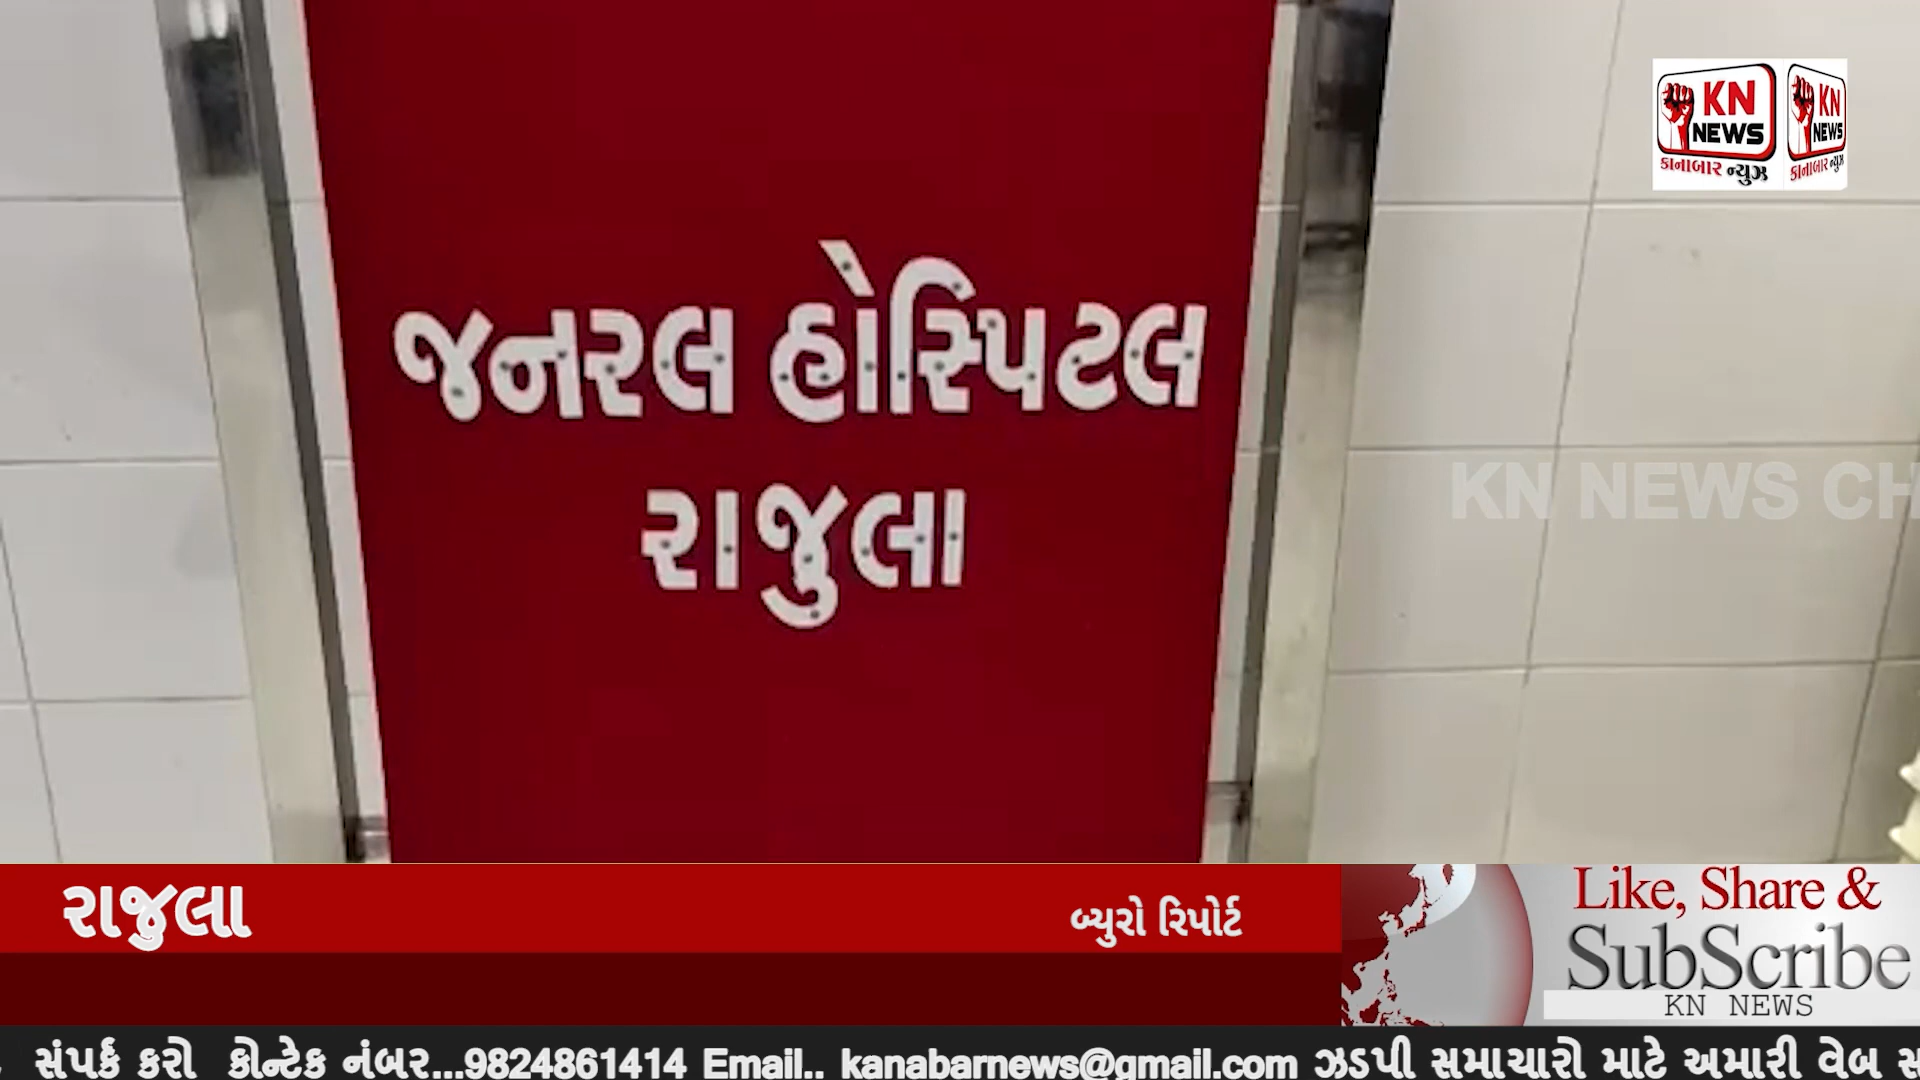 KN
NEWS
કાનાબાર ન્યુઝ
KN
NEWS
કાનાબાર ન્યુઝ
જનરલ હોસ્પિટલ
રાજુલા
KN NEWS CH
રાજુલા
બ્યુરો રિપોર્ટ
Like, Share &
SubScribe
KN NEWS
સંપર્ક કરો કોન્ટેક નંબર...9824861414 Email.. kanabarnews@gmail.com ઝડપી સમાચારો માટે અમારી વેબ